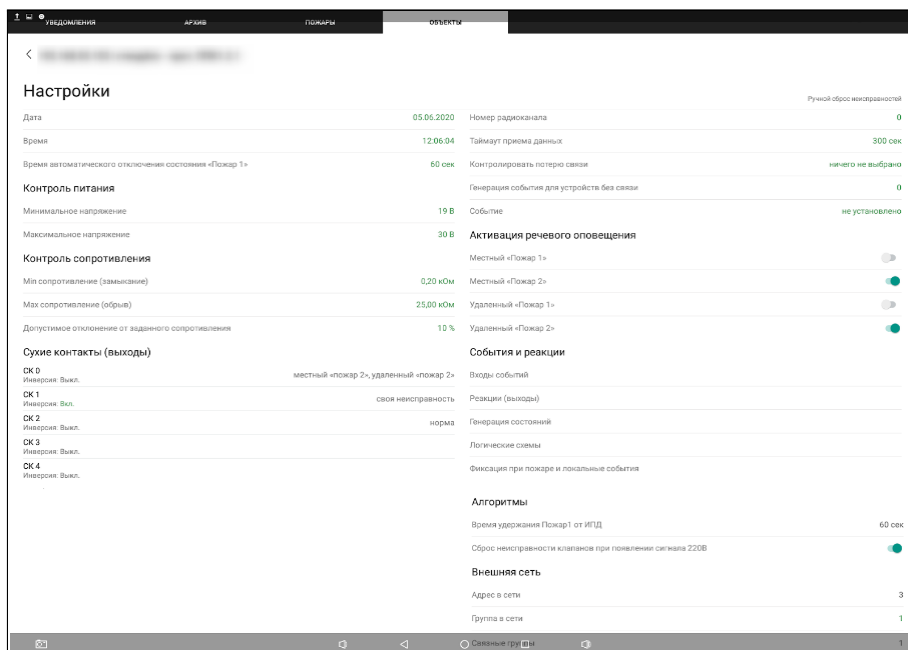 УВЕДОМЛЕНИЯ
АРХИВ
ПОЖАРЫ
ОБЪЕКТЫ
Настройки
Ручной сброс неисправностей
Дата 05.06.2020
Время 12:06:04
Время автоматического отключения состояния «Пожар 1» 60 сек
Контроль питания
Минимальное напряжение 19 В
Максимальное напряжение 30 В
Контроль сопротивления
Min сопротивление (замыкание) 0,20 кОм
Max сопротивление (обрыв) 25,00 кОм
Допустимое отклонение от заданного сопротивления 10 %
Сухие контакты (выходы)
СК 0 местный «пожар 2», удаленный «пожар 2»
Инверсия: Выкл.
СК 1 своя неисправность
Инверсия: Вкл.
СК 2 норма
Инверсия: Выкл.
СК 3
Инверсия: Выкл.
СК 4
Инверсия: Выкл.
Номер радиоканала 0
Таймаут приема данных 300 сек
Контролировать потерю связи ничего не выбрано
Генерация события для устройств без связи 0
Событие не установлено
Активация речевого оповещения
Местный «Пожар 1»
Местный «Пожар 2»
Удаленный «Пожар 1»
Удаленный «Пожар 2»
События и реакции
Входы событий
Реакции (выходы)
Генерация состояний
Логические схемы
Фиксация при пожаре и локальные события
Алгоритмы
Время удержания Пожар1 от ИПД 60 сек
Сброс неисправности клапанов при появлении сигнала 220В
Внешняя сеть
Адрес в сети 3
Группа в сети 1
Связные группы 1